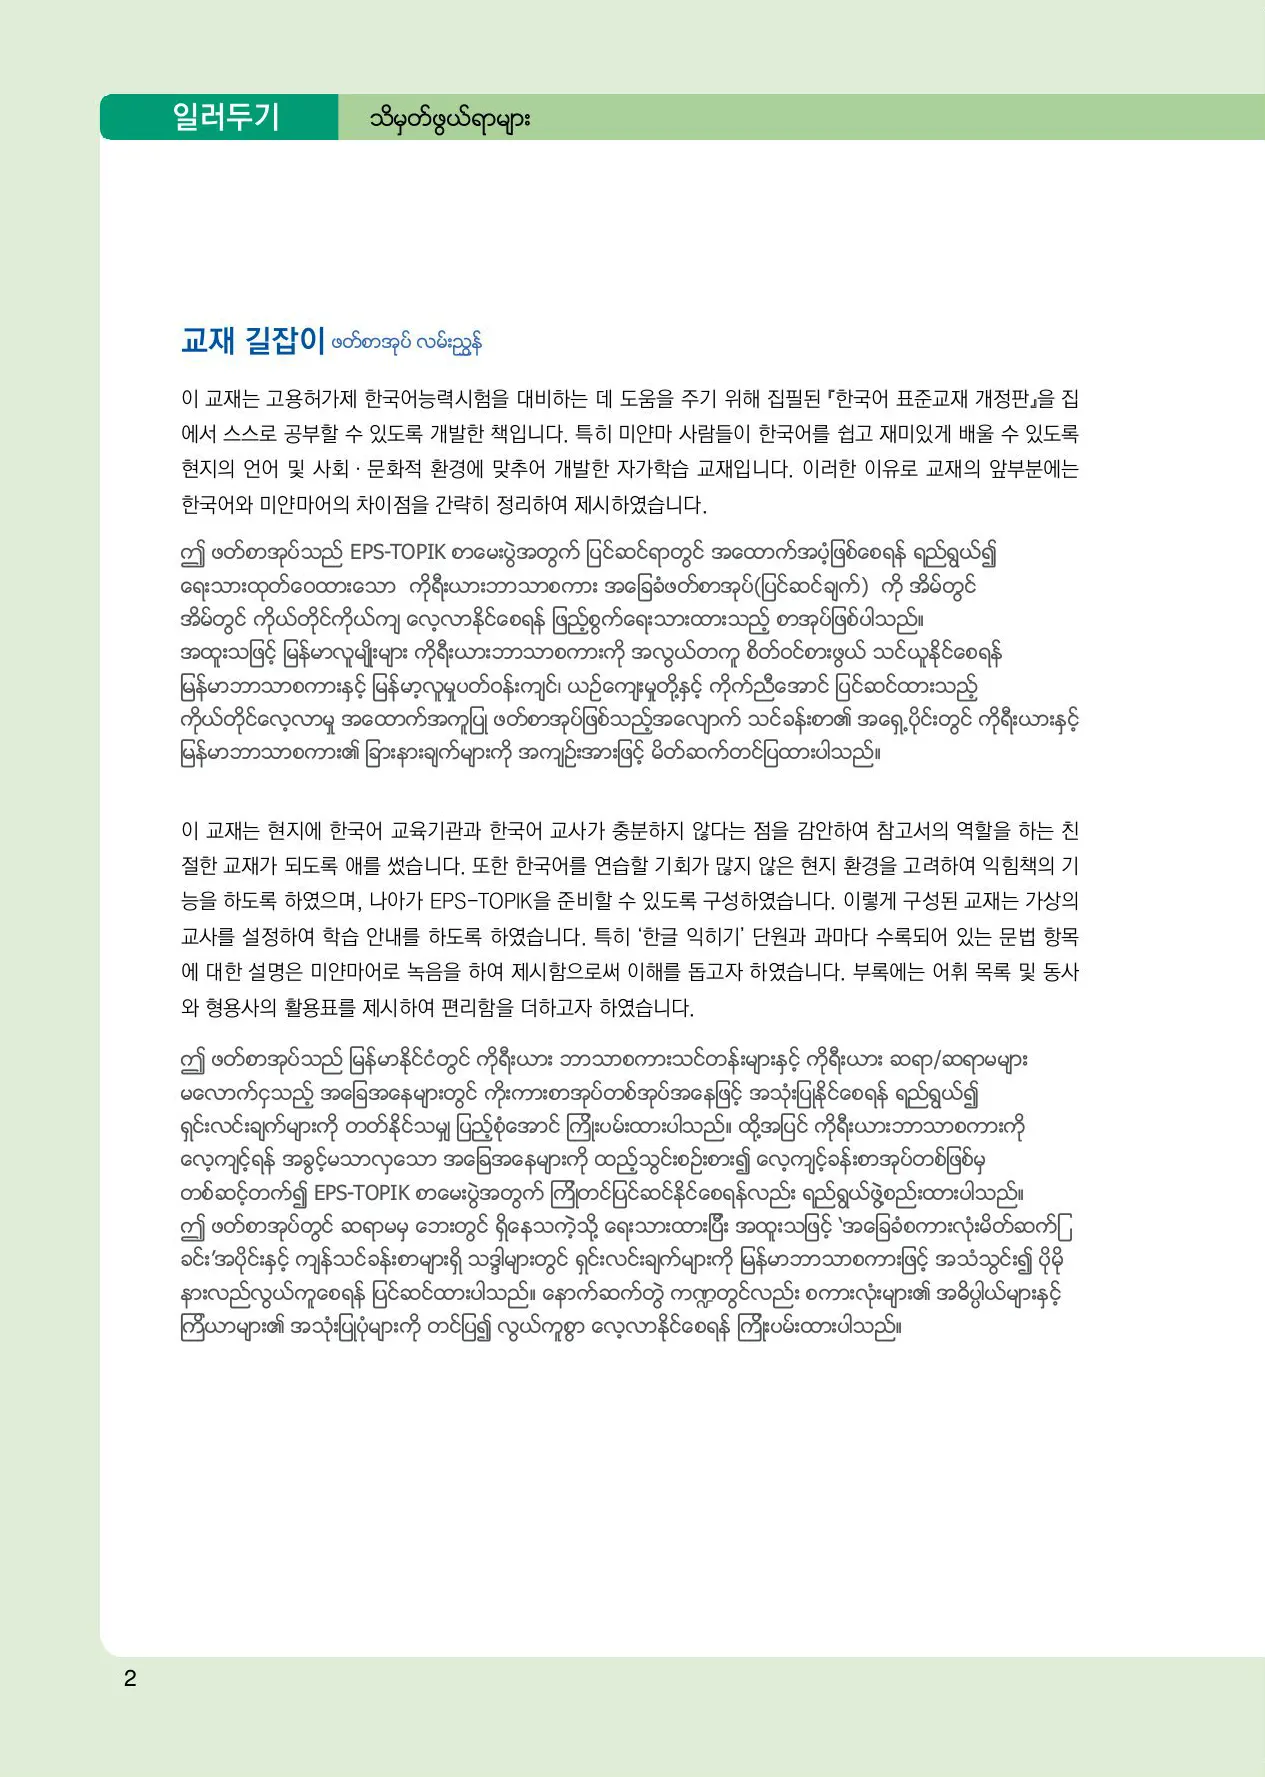 일러두기 သိမှတ်ဖွယ်ရာများ
교재 길잡이 ဖတ်စာအုပ် လမ်းညွှန်
이 교재는 고용허가제 한국어능력시험을 대비하는 데 도움을 주기 위해 집필된 『한국어 표준교재 개정판』을 집
에서 스스로 공부할 수 있도록 개발한 책입니다. 특히 미얀마 사람들이 한국어를 쉽고 재미있게 배울 수 있도록
현지의 언어 및 사회·문화적 환경에 맞추어 개발한 자가학습 교재입니다. 이러한 이유로 교재의 앞부분에는
한국어와 미얀마어의 차이점을 간략히 정리하여 제시하였습니다.
ဤ ဖတ်စာအုပ်သည် EPS-TOPIK စာမေးပွဲအတွက် ပြင်ဆင်ရာတွင် အထောက်အပံ့ဖြစ်စေရန် ရည်ရွယ်၍
ရေးသားထုတ်ဝေထားသော ကိုရီးယားဘာသာစကား အခြေခံဖတ်စာအုပ်(ပြင်ဆင်ချက်) ကို အိမ်တွင်
အိမ်တွင် ကိုယ်တိုင်ကိုယ်ကျ လေ့လာနိုင်စေရန် ဖြည့်စွက်ရေးသားထားသည့် စာအုပ်ဖြစ်ပါသည်။
အထူးသဖြင့် မြန်မာလူမျိုးများ ကိုရီးယားဘာသာစကားကို အလွယ်တကူ စိတ်ဝင်စားဖွယ် သင်ယူနိုင်စေရန်
မြန်မာဘာသာစကားနှင့် မြန်မာ့လူမှုပတ်ဝန်းကျင်၊ ယဉ်ကျေးမှုတို့နှင့် ကိုက်ညီအောင် ပြင်ဆင်ထားသည့်
ကိုယ်တိုင်လေ့လာမှု အထောက်အကူပြု ဖတ်စာအုပ်ဖြစ်သည့်အလျောက် သင်ခန်းစာ၏ အရှေ့ပိုင်းတွင် ကိုရီးယားနှင့်
မြန်မာဘာသာစကား၏ ခြားနားချက်များကို အကျဉ်းအားဖြင့် မိတ်ဆက်တင်ပြထားပါသည်။
이 교재는 현지에 한국어 교육기관과 한국어 교사가 충분하지 않다는 점을 감안하여 참고서의 역할을 하는 친
절한 교재가 되도록 애를 썼습니다. 또한 한국어를 연습할 기회가 많지 않은 현지 환경을 고려하여 익힘책의 기
능을 하도록 하였으며, 나아가 EPS-TOPIK을 준비할 수 있도록 구성하였습니다. 이렇게 구성된 교재는 가상의
교사를 설정하여 학습 안내를 하도록 하였습니다. 특히 ‘한글 익히기’ 단원과 과마다 수록되어 있는 문법 항목
에 대한 설명은 미얀마어로 녹음을 하여 제시함으로써 이해를 돕고자 하였습니다. 부록에는 어휘 목록 및 동사
와 형용사의 활용표를 제시하여 편리함을 더하고자 하였습니다.
ဤ ဖတ်စာအုပ်သည် မြန်မာနိုင်ငံတွင် ကိုရီးယား ဘာသာစကားသင်တန်းများနှင့် ကိုရီးယား ဆရာ/ဆရာမများ
မလောက်ငှသည့် အခြေအနေများတွင် ကိုးကားစာအုပ်တစ်အုပ်အနေဖြင့် အသုံးပြုနိုင်စေရန် ရည်ရွယ်၍
ရှင်းလင်းချက်များကို တတ်နိုင်သမျှ ပြည့်စုံအောင် ကြိုးပမ်းထားပါသည်။ ထို့အပြင် ကိုရီးယားဘာသာစကားကို
လေ့ကျင့်ရန် အခွင့်မသာလှသော အခြေအနေများကို ထည့်သွင်းစဉ်းစား၍ လေ့ကျင့်ခန်းစာအုပ်တစ်ဖြစ်မှ
တစ်ဆင့်တက်၍ EPS-TOPIK စာမေးပွဲအတွက် ကြိုတင်ပြင်ဆင်နိုင်စေရန်လည်း ရည်ရွယ်ဖွဲ့စည်းထားပါသည်။
ဤ ဖတ်စာအုပ်တွင် ဆရာမမှ ဘေးတွင် ရှိနေသကဲ့သို့ ရေးသားထားပြီး အထူးသဖြင့် ‘အခြေခံစကားလုံးမိတ်ဆက်ြ
ခင်း’အပိုင်းနှင့် ကျန်သင်ခန်းစာများရှိ သဒ္ဒါများတွင် ရှင်းလင်းချက်များကို မြန်မာဘာသာစကားဖြင့် အသံသွင်း၍ ပိုမို
နားလည်လွယ်ကူစေရန် ပြင်ဆင်ထားပါသည်။ နောက်ဆက်တွဲ ကဏ္ဍတွင်လည်း စကားလုံးများ၏ အဓိပ္ပါယ်များနှင့်
ကြိယာများ၏ အသုံးပြုပုံများကို တင်ပြ၍ လွယ်ကူစွာ လေ့လာနိုင်စေရန် ကြိုးပမ်းထားပါသည်။
2